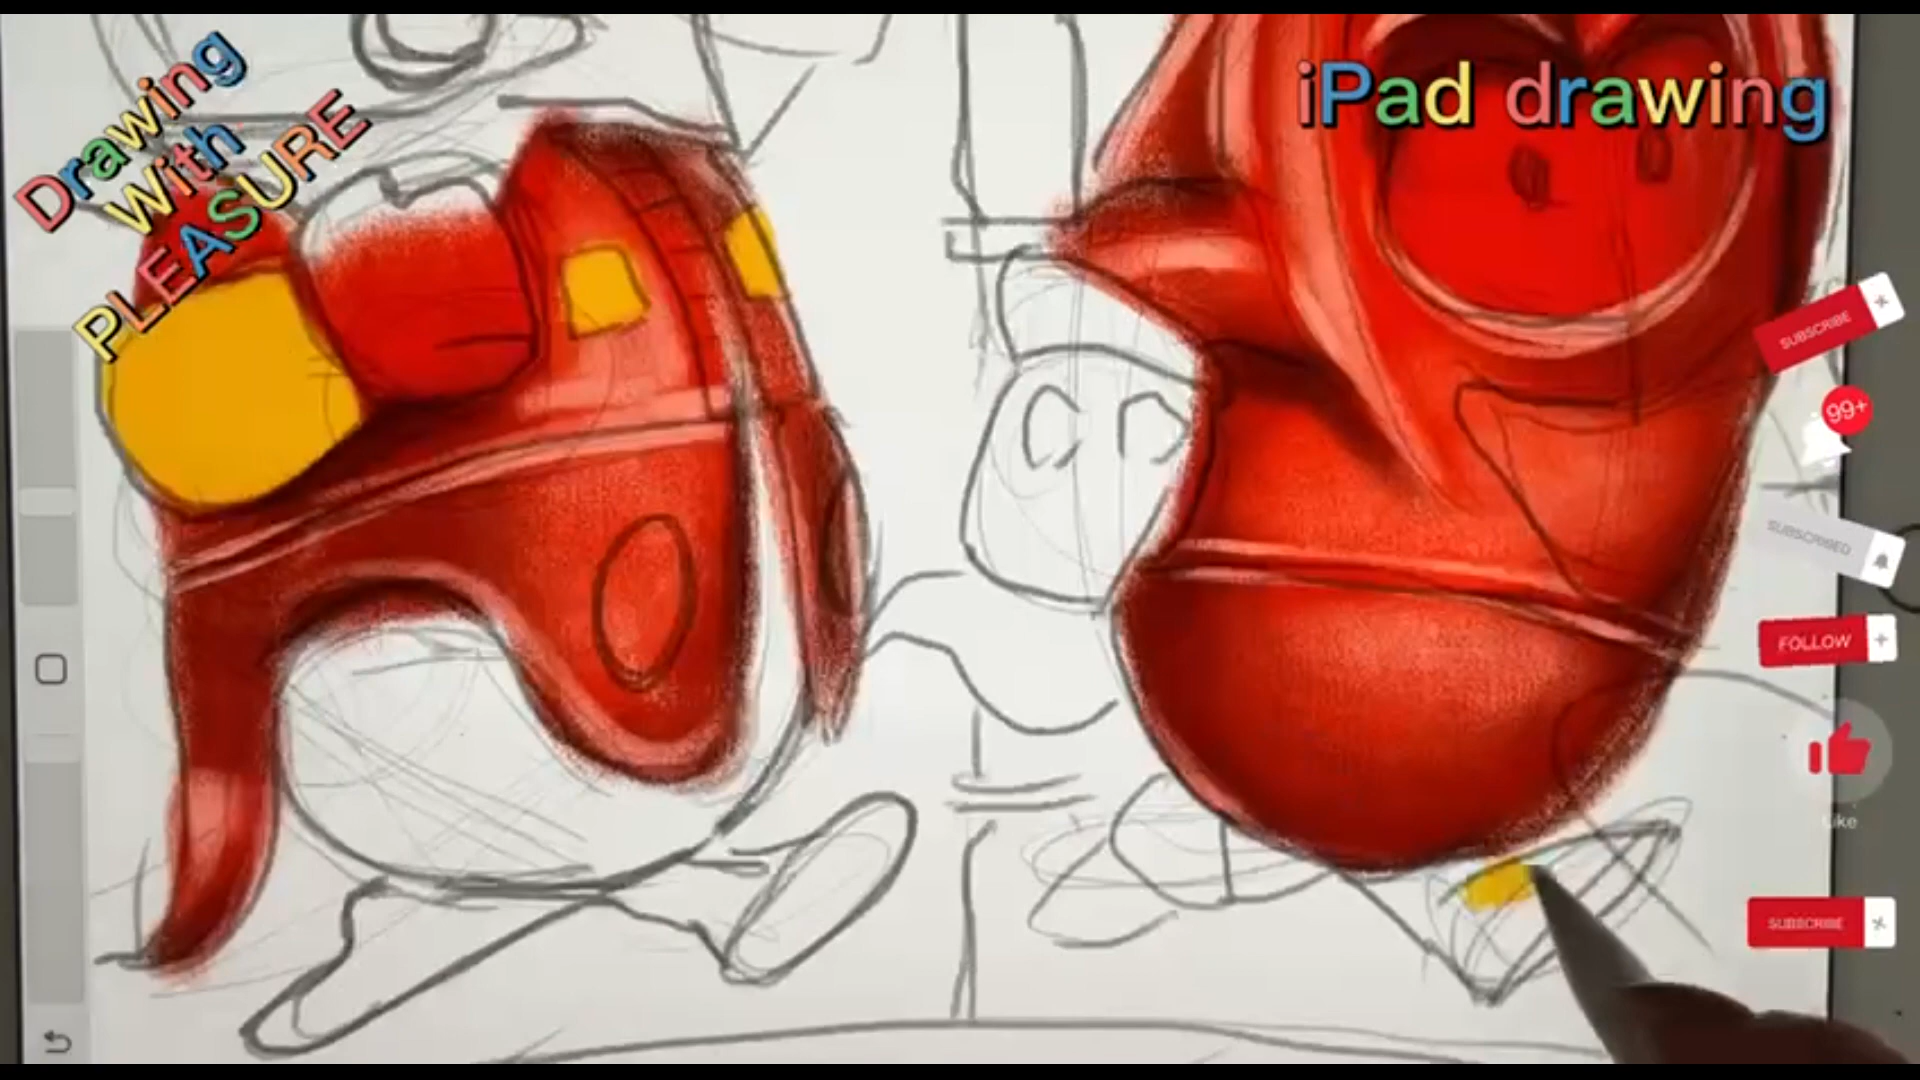 Drawing
With
PLEASURE
iPad drawing
SUBSCRIBE
99+
SUBSCRIBED
FOLLOW
Like
SUBSCRIBE